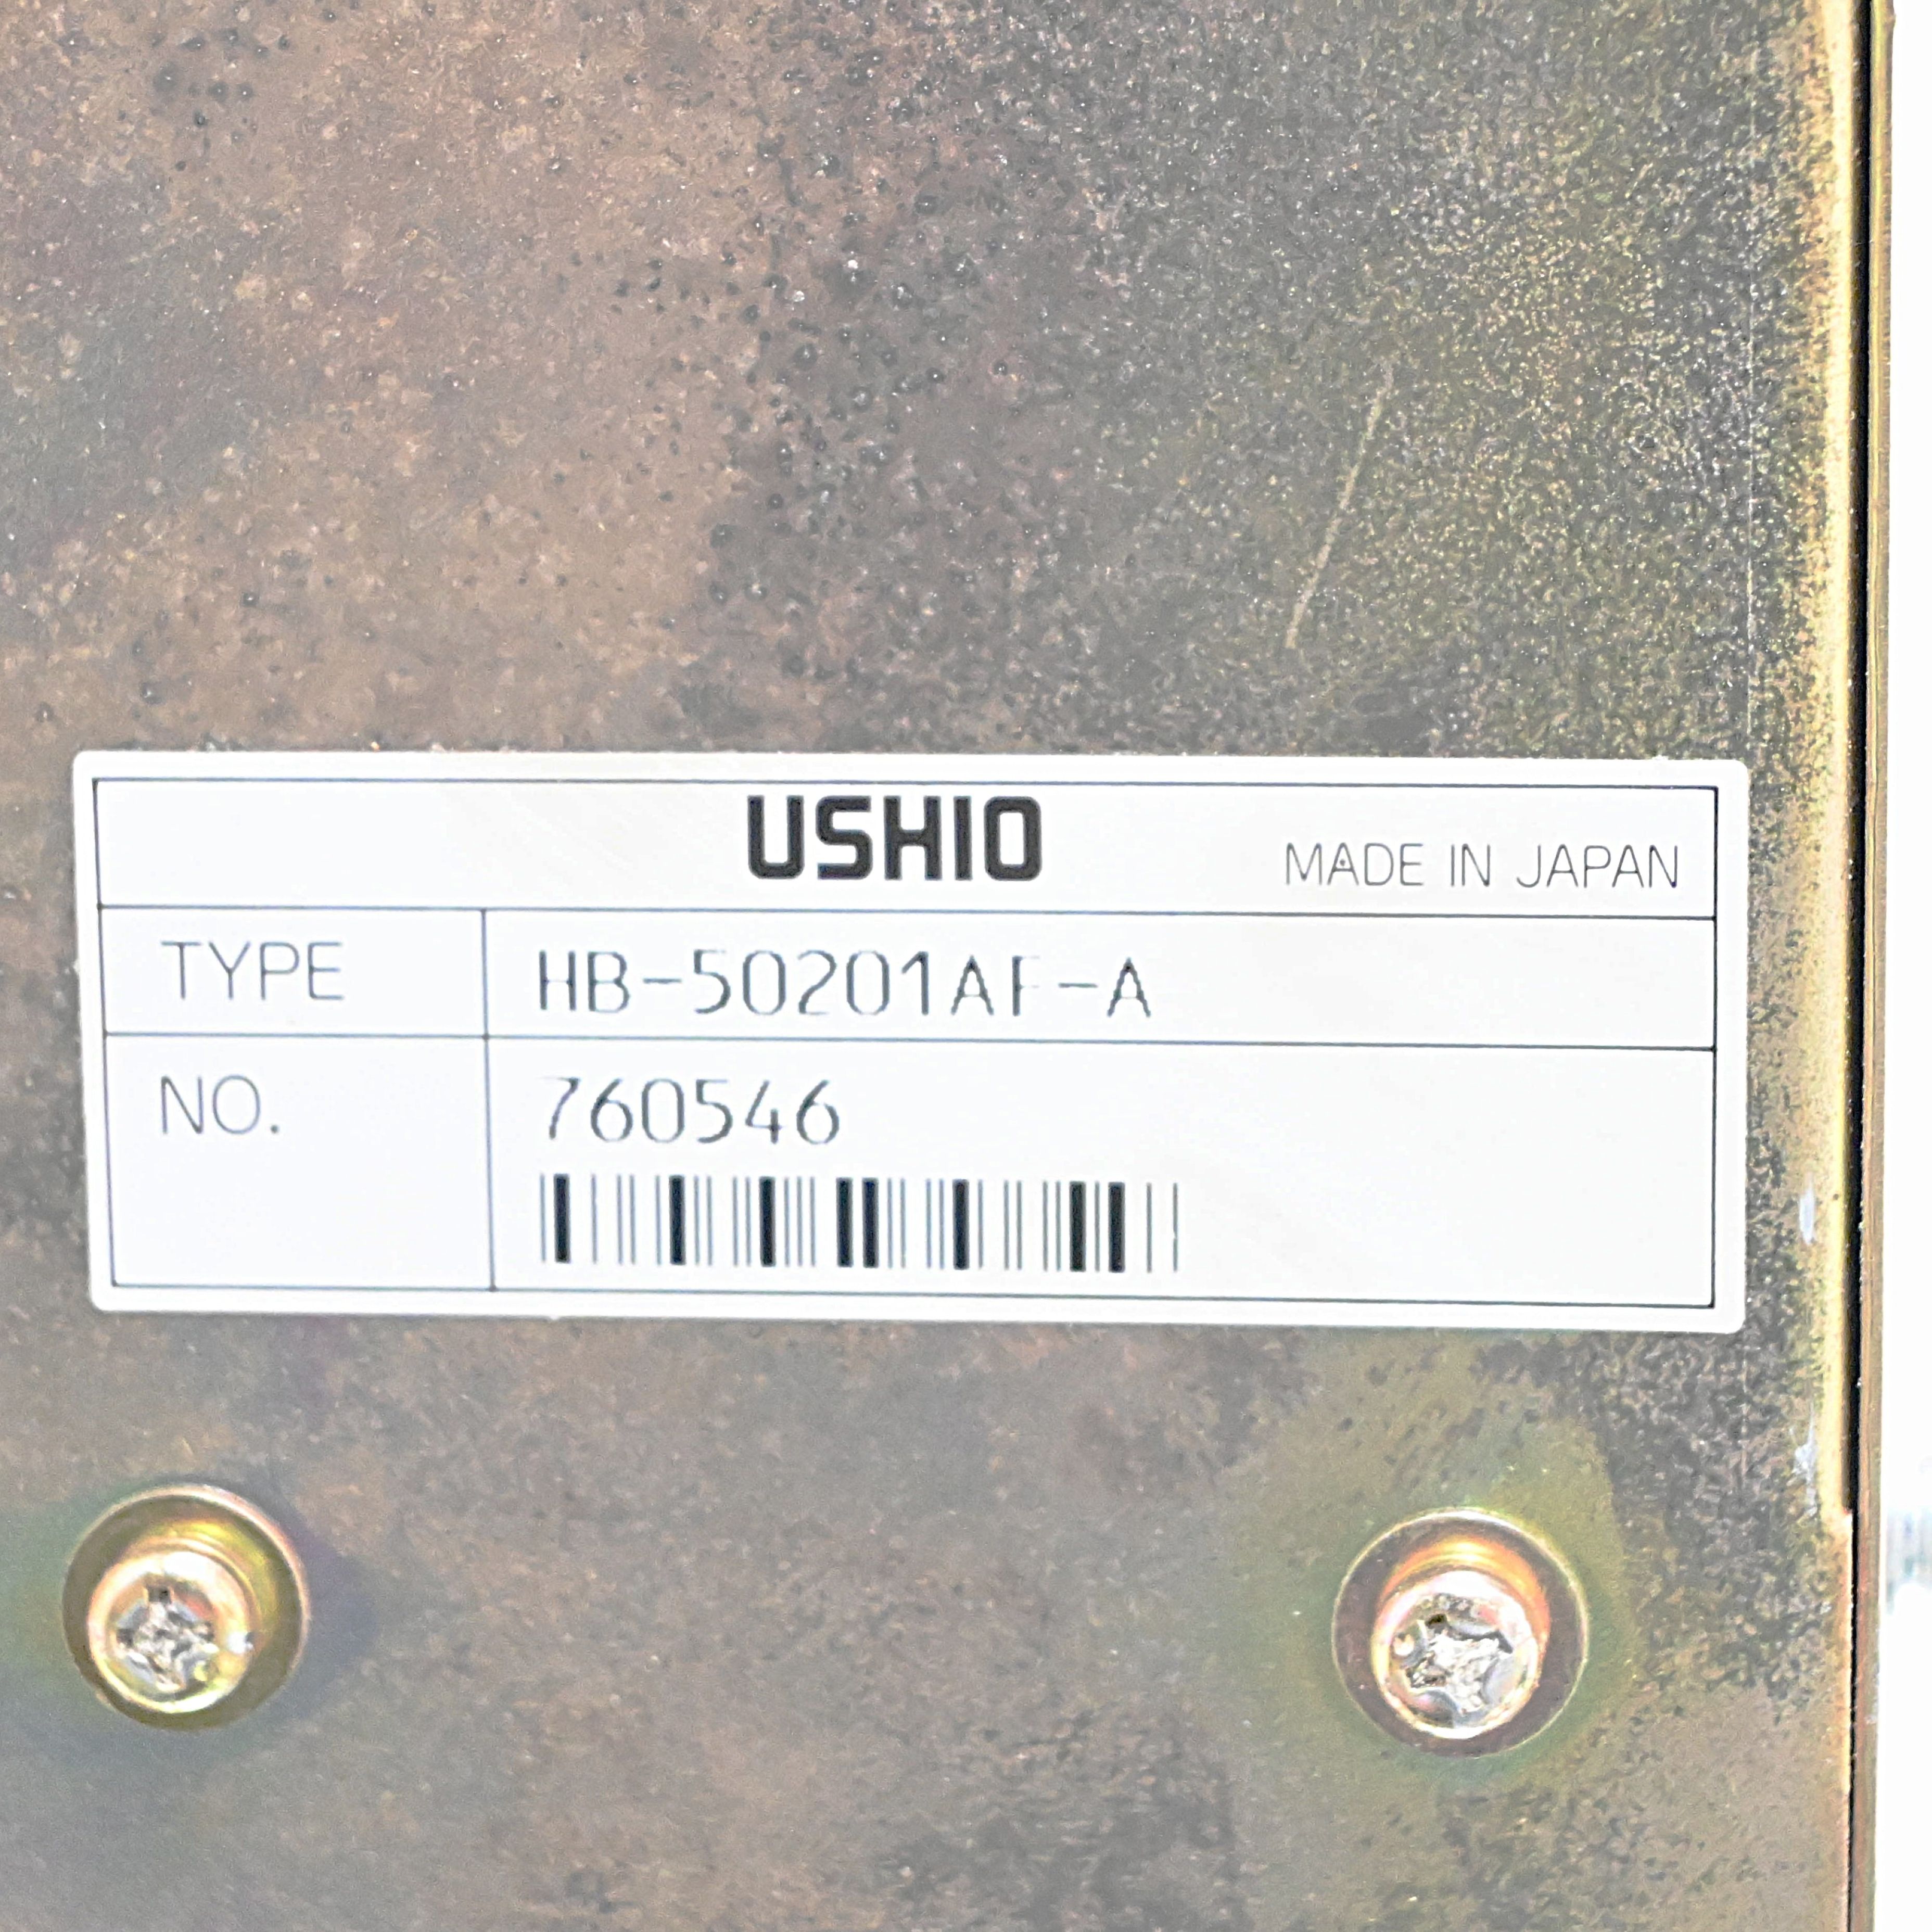 USHIO
MADE IN JAPAN
TYPE HB-50201AF-A
NO. 760546